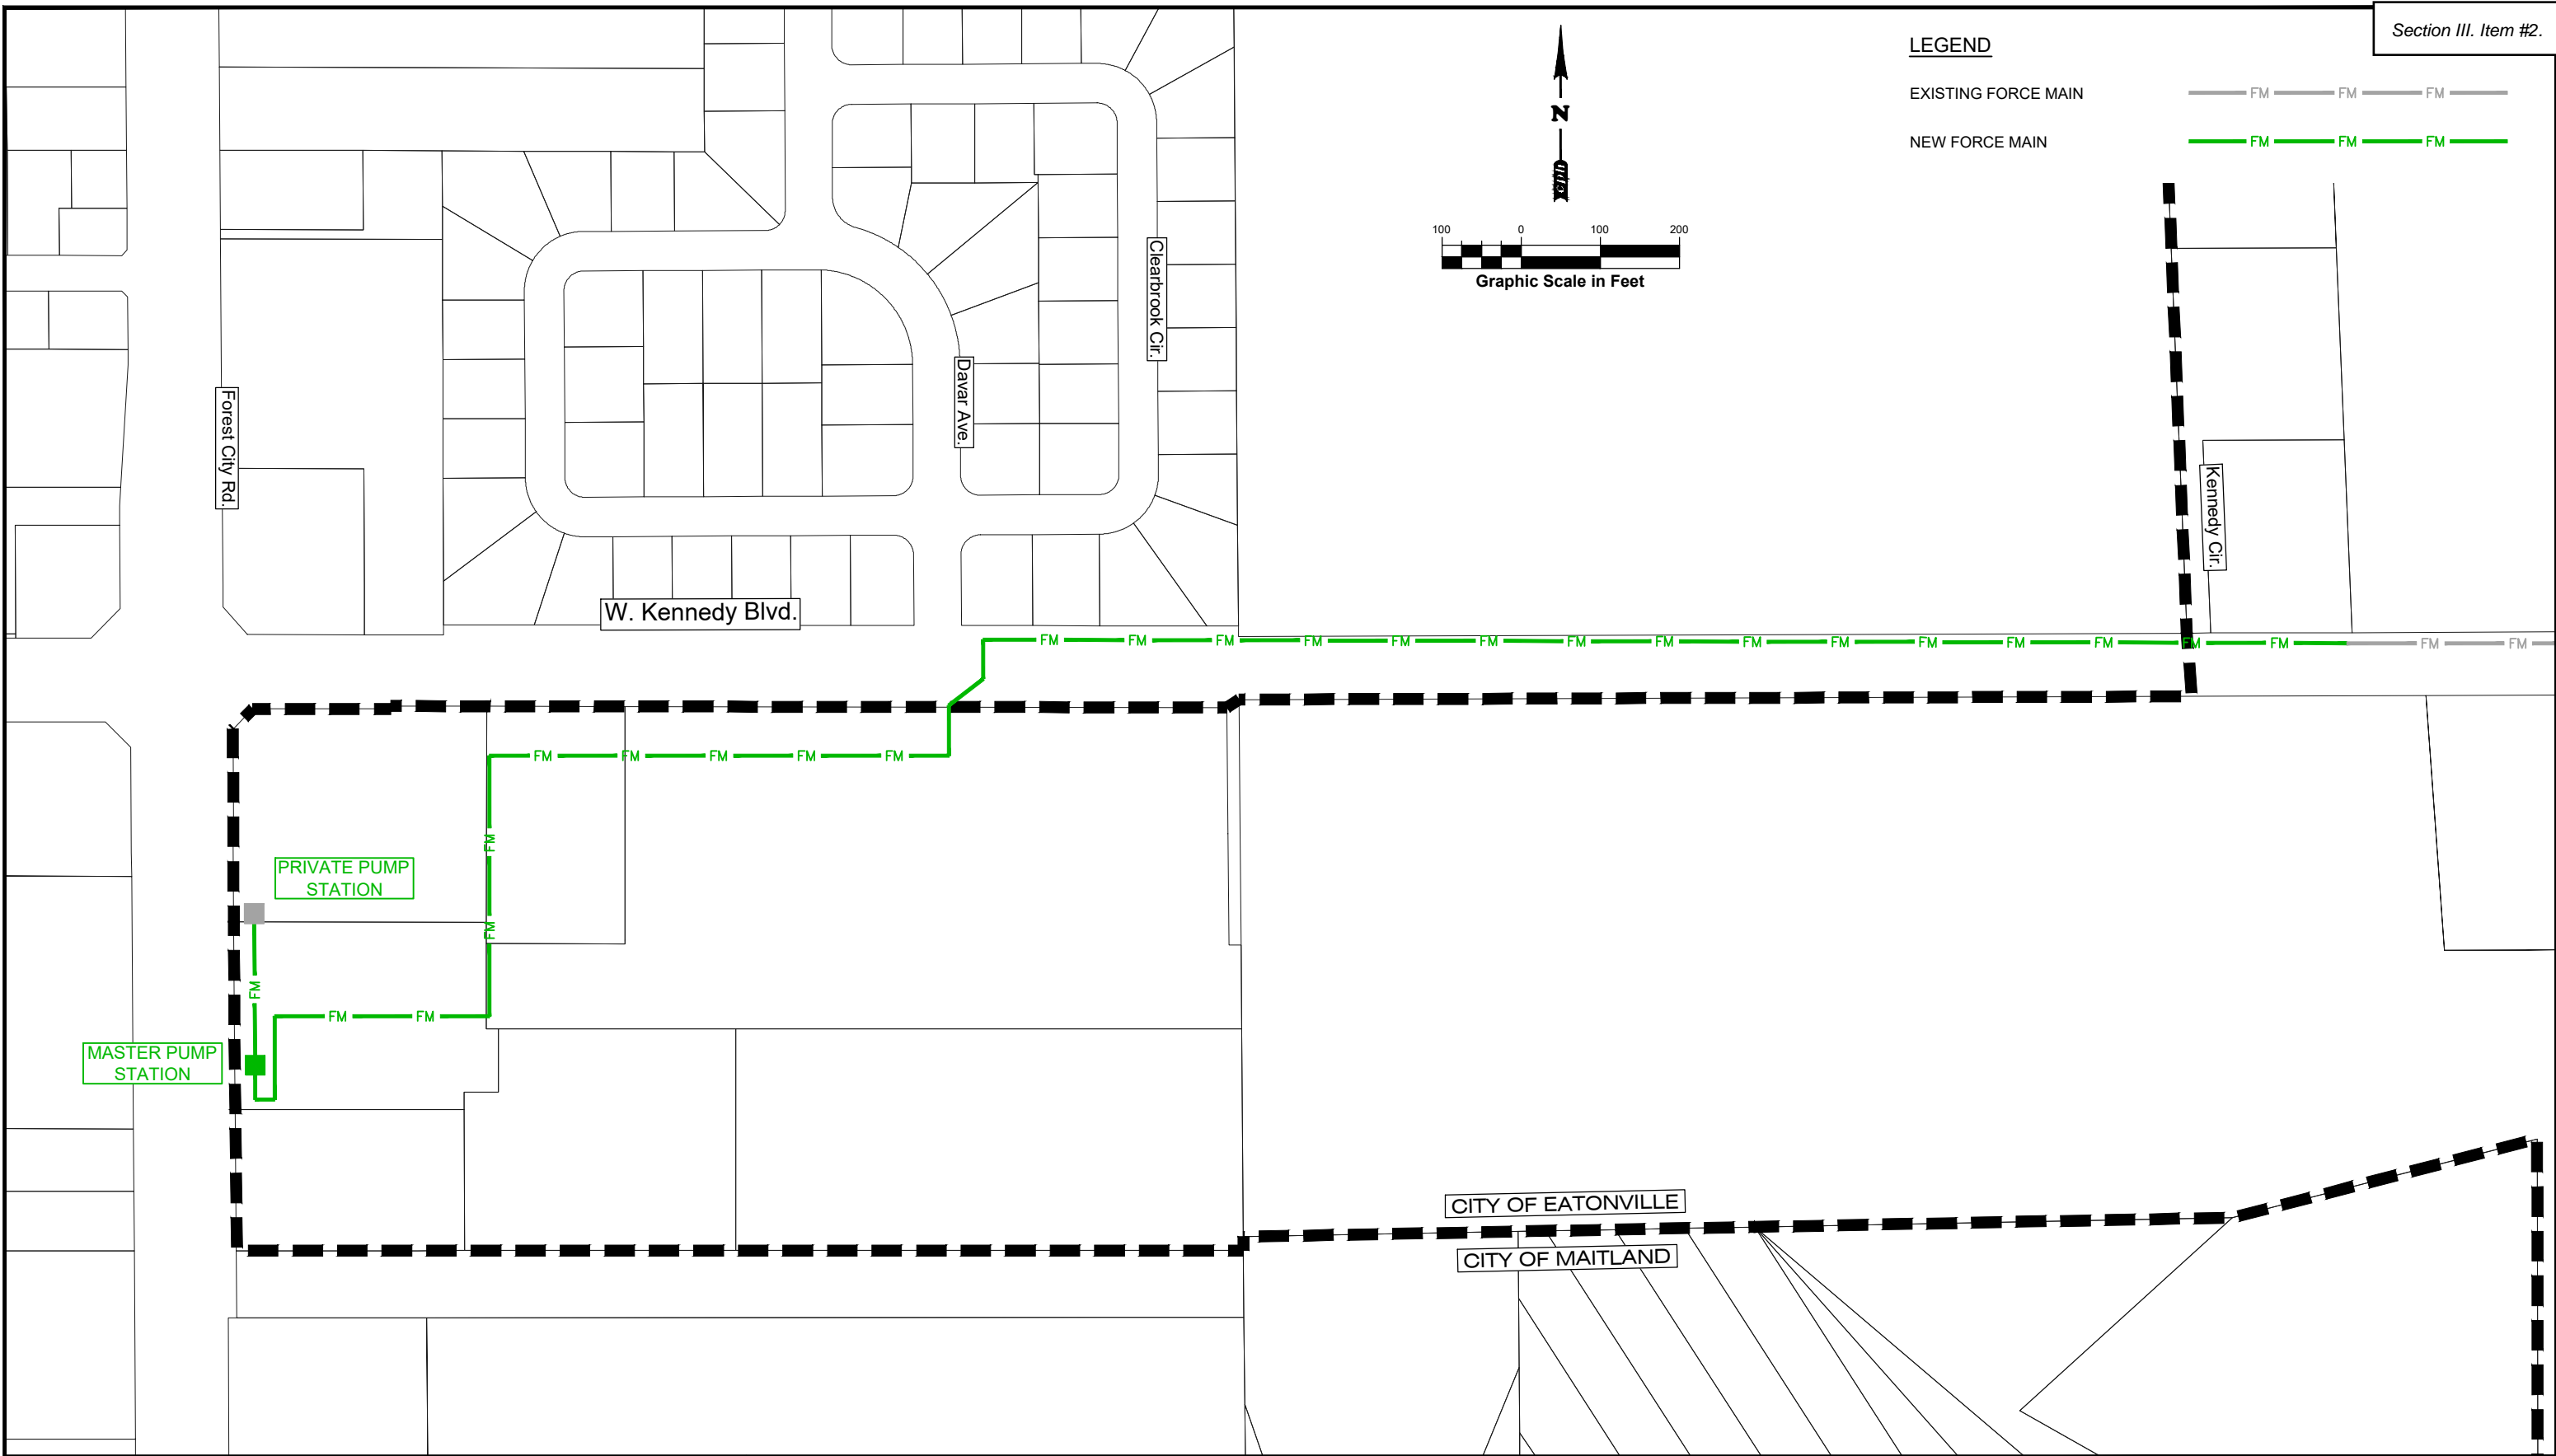 Section III. Item #2.
LEGEND
EXISTING FORCE MAIN
FM FM FM
NEW FORCE MAIN
FM FM FM
N
100 0 100 200
Graphic Scale in Feet
Clearbrook Cir.
Davar Ave.
Forest City Rd.
Kennedy Cir.
W. Kennedy Blvd.
FM FM FM FM FM FM FM FM FM FM FM FM FM FM FM FM FM
FM FM FM FM FM
FM
FM
PRIVATE PUMP
STATION
FM
FM FM
MASTER PUMP
STATION
CITY OF EATONVILLE
CITY OF MAITLAND